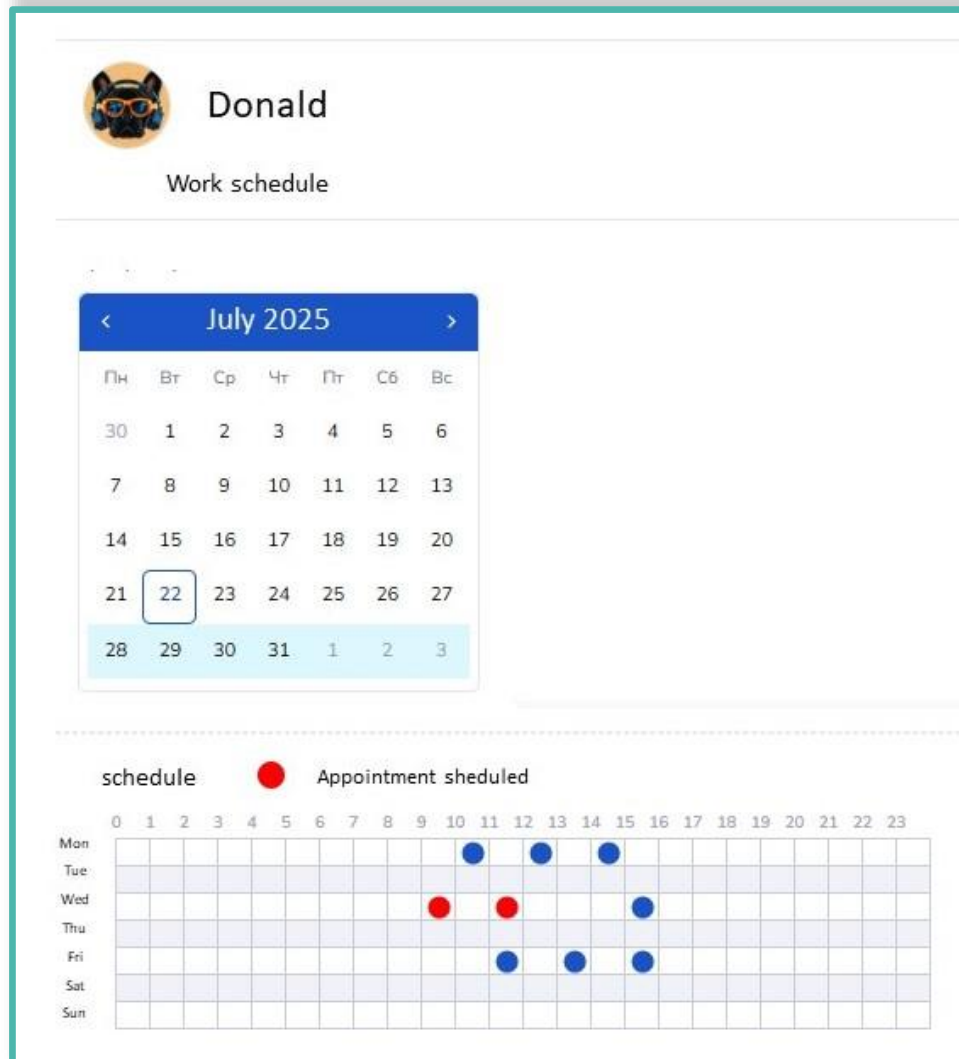 Donald
Work schedule
‹ July 2025 ›
Пн Вт Ср Чт Пт Сб Вс
30 1 2 3 4 5 6
7 8 9 10 11 12 13
14 15 16 17 18 19 20
21 22 23 24 25 26 27
28 29 30 31 1 2 3
schedule Appointment sheduled
0 1 2 3 4 5 6 7 8 9 10 11 12 13 14 15 16 17 18 19 20 21 22 23
Mon
Tue
Wed
Thu
Fri
Sat
Sun